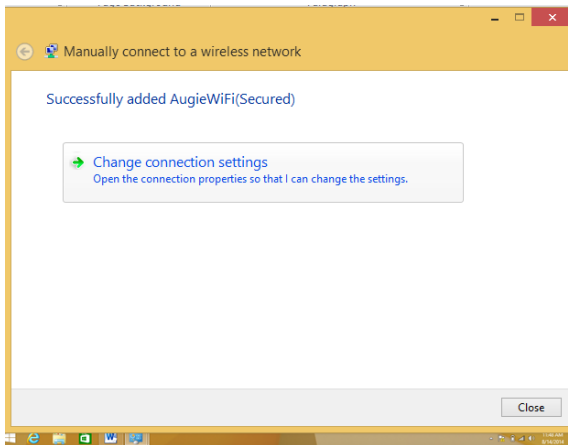 Manually connect to a wireless network
Successfully added AugieWiFi(Secured)
Change connection settings
Open the connection properties so that I can change the settings.
Close